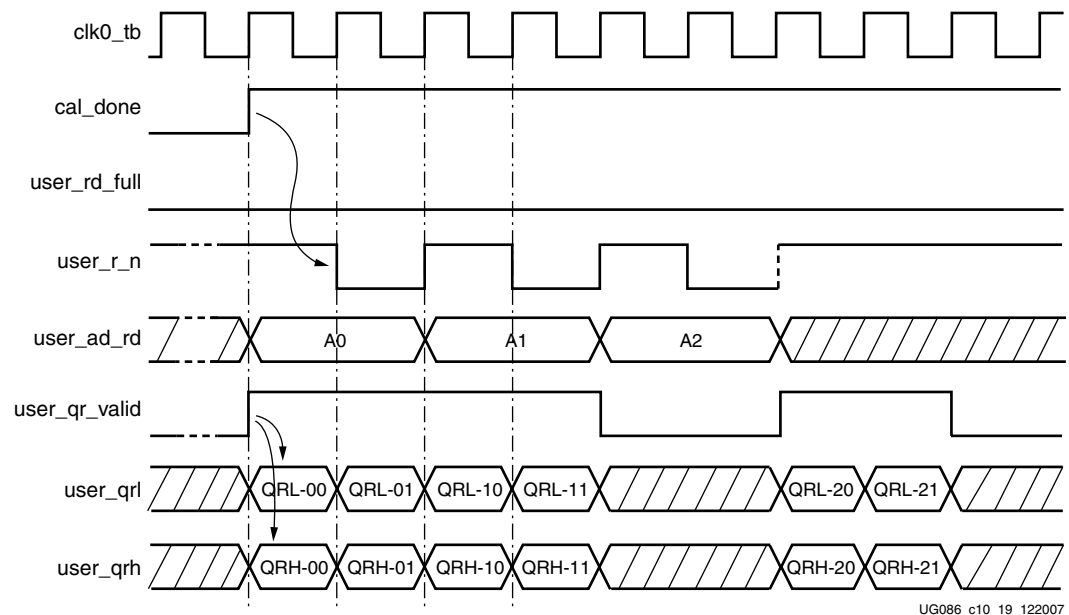 clk0_tb
cal_done
user_rd_full
user_r_n
user_ad_rd A0 A1 A2
user_qr_valid
user_qrl QRL-00 QRL-01 QRL-10 QRL-11 QRL-20 QRL-21
user_qrh QRH-00 QRH-01 QRH-10 QRH-11 QRH-20 QRH-21
UG086_c10_19_122007